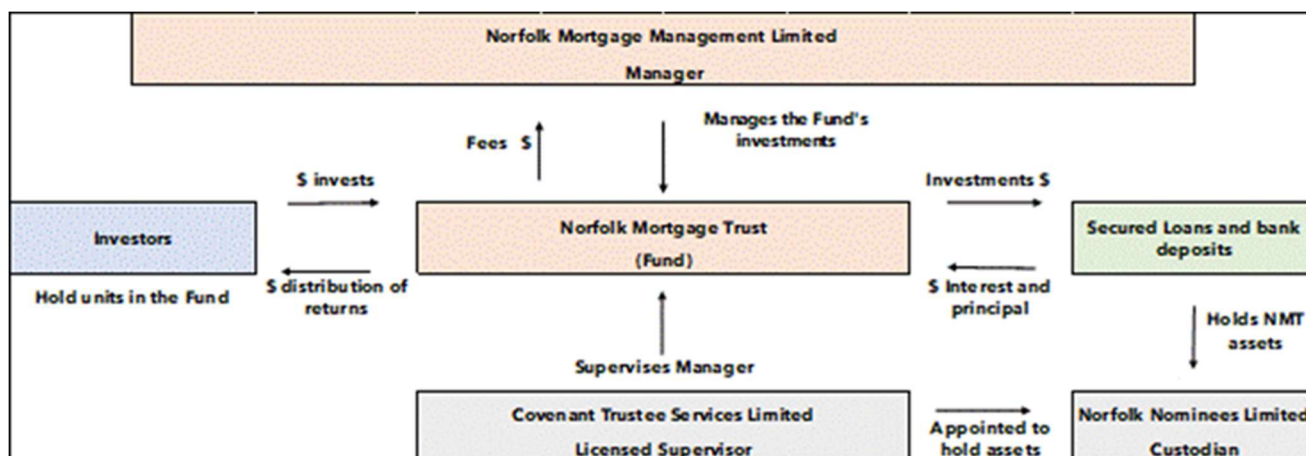 Norfolk Mortgage Management Limited
Manager
Fees $
Manages the Fund's
investments
$ invests
Investments $
Investors
Norfolk Mortgage Trust
(Fund)
Secured Loans and bank
deposits
Hold units in the Fund
$ distribution of
returns
$ Interest and
principal
Holds NMT
assets
Supervises Manager
Covenant Trustee Services Limited
Licensed Supervisor
Appointed to
hold assets
Norfolk Nominees Limited
Custodian